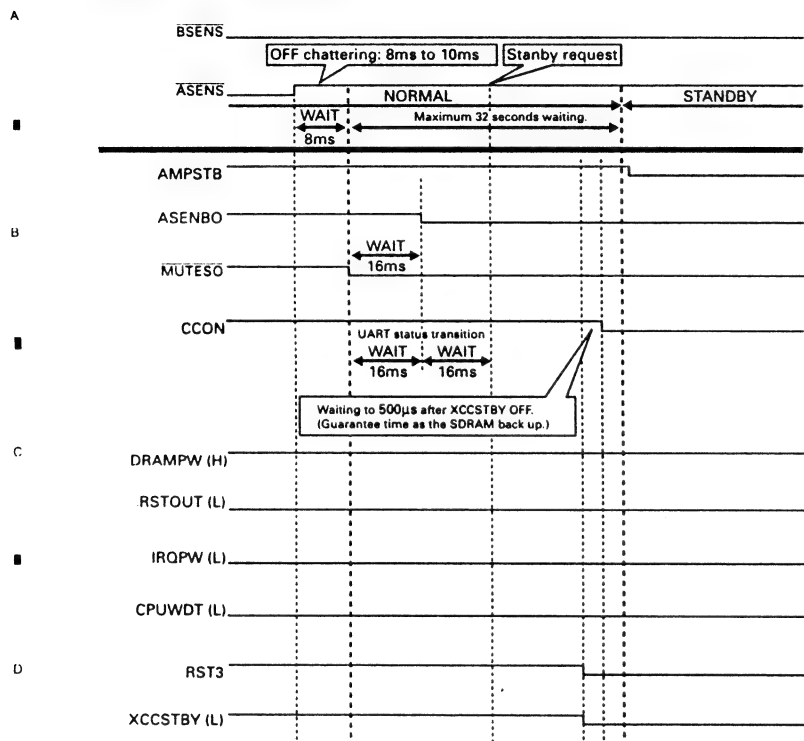 A
BSENS
OFF chattering: 8ms to 10ms
Stanby request
ASENS
NORMAL
STANDBY
WAIT
Maximum 32 seconds waiting.
8ms
AMPSTB
ASENBO
B
WAIT
16ms
MUTESO
CCON
UART status transition
WAIT WAIT
16ms 16ms
Waiting to 500μs after XCCSTBY OFF.
(Guarantee time as the SDRAM back up.)
C
DRAMPW (H)
RSTOUT (L)
IRQPW (L)
CPUWDT (L)
D
RST3
XCCSTBY (L)